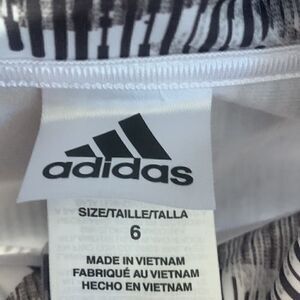 adidas
SIZE/TAILLE/TALLA
6
MADE IN VIETNAM
FABRIQUÉ AU VIETNAM
HECHO EN VIETNAM